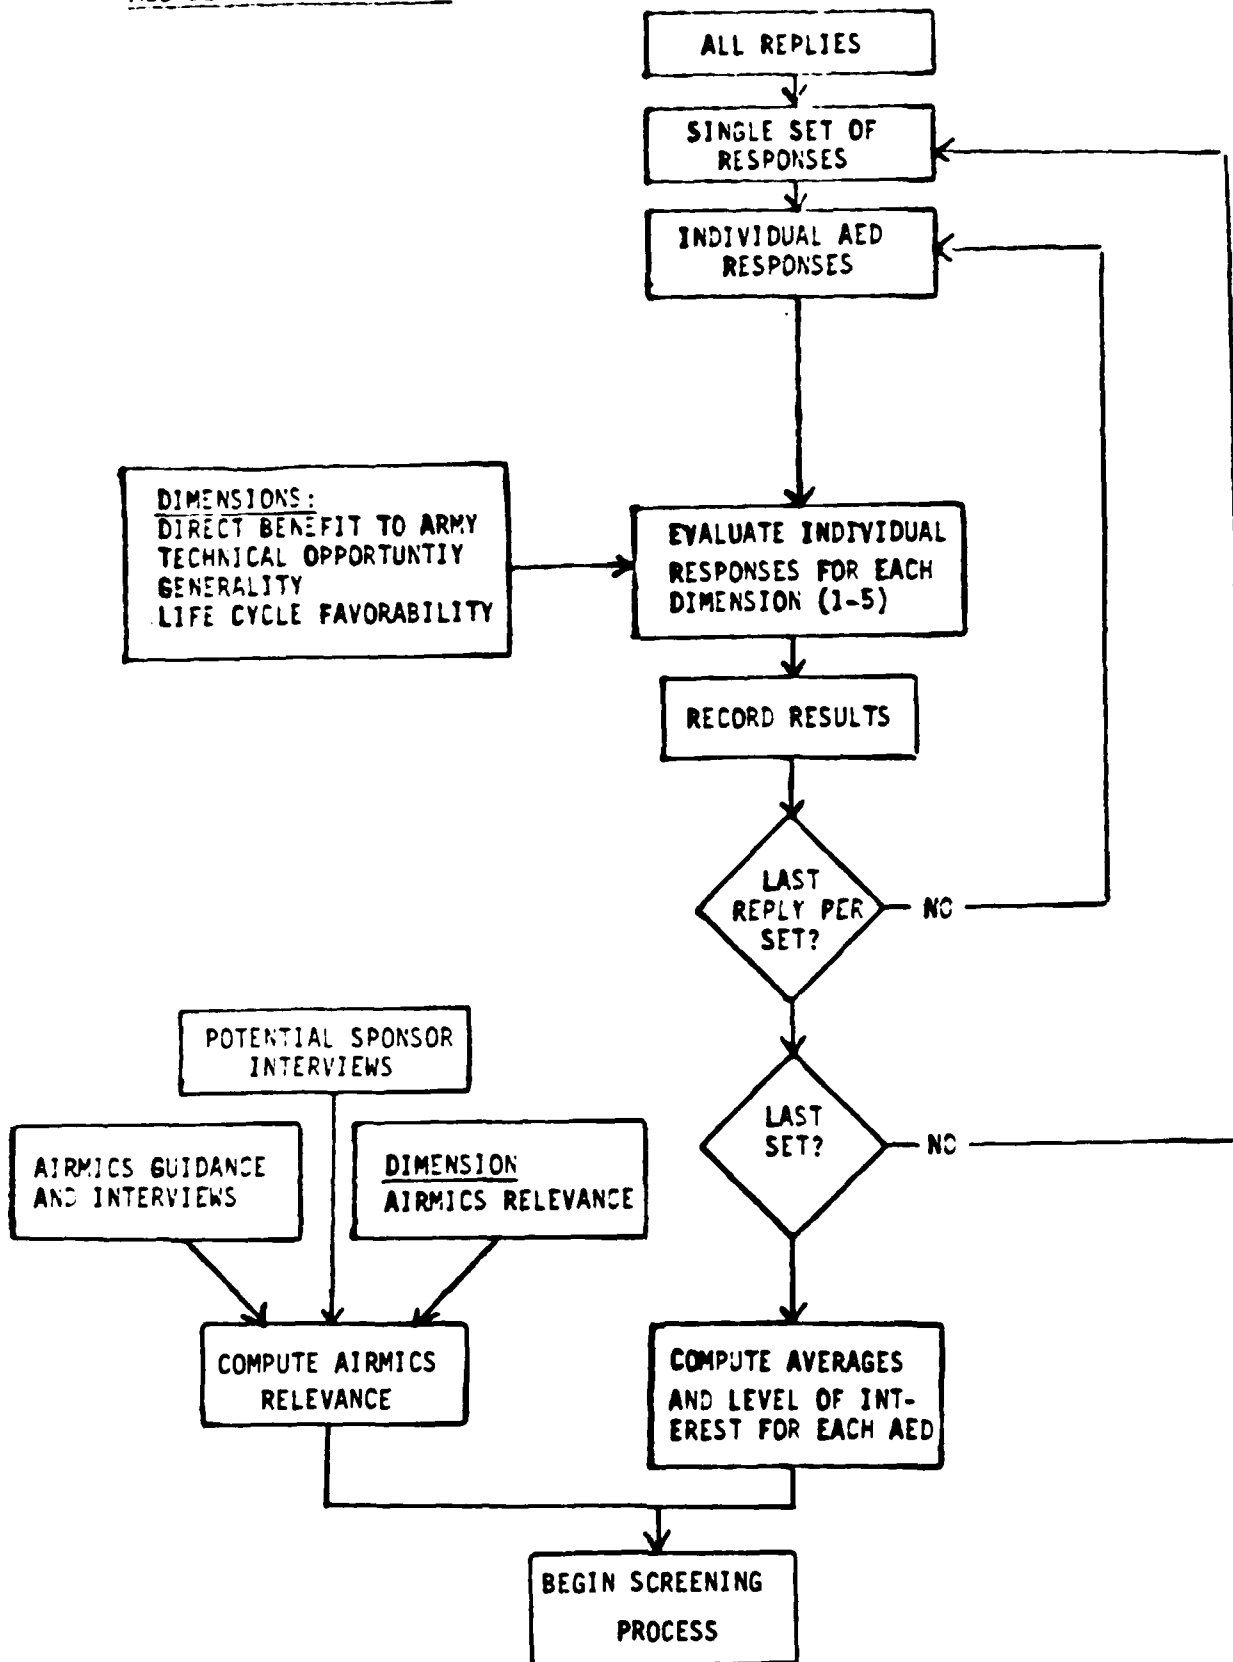 ALL REPLIES
SINGLE SET OF
RESPONSES
INDIVIDUAL AED
RESPONSES
DIMENSIONS:
DIRECT BENEFIT TO ARMY
TECHNICAL OPPORTUNTIY
GENERALITY
LIFE CYCLE FAVORABILITY
EVALUATE INDIVIDUAL
RESPONSES FOR EACH
DIMENSION (1-5)
RECORD RESULTS
LAST
REPLY PER
SET?
NO
POTENTIAL SPONSOR
INTERVIEWS
LAST
SET?
NO
AIRMICS GUIDANCE
AND INTERVIEWS
DIMENSION
AIRMICS RELEVANCE
COMPUTE AIRMICS
RELEVANCE
COMPUTE AVERAGES
AND LEVEL OF INT-
EREST FOR EACH AED
BEGIN SCREENING
PROCESS